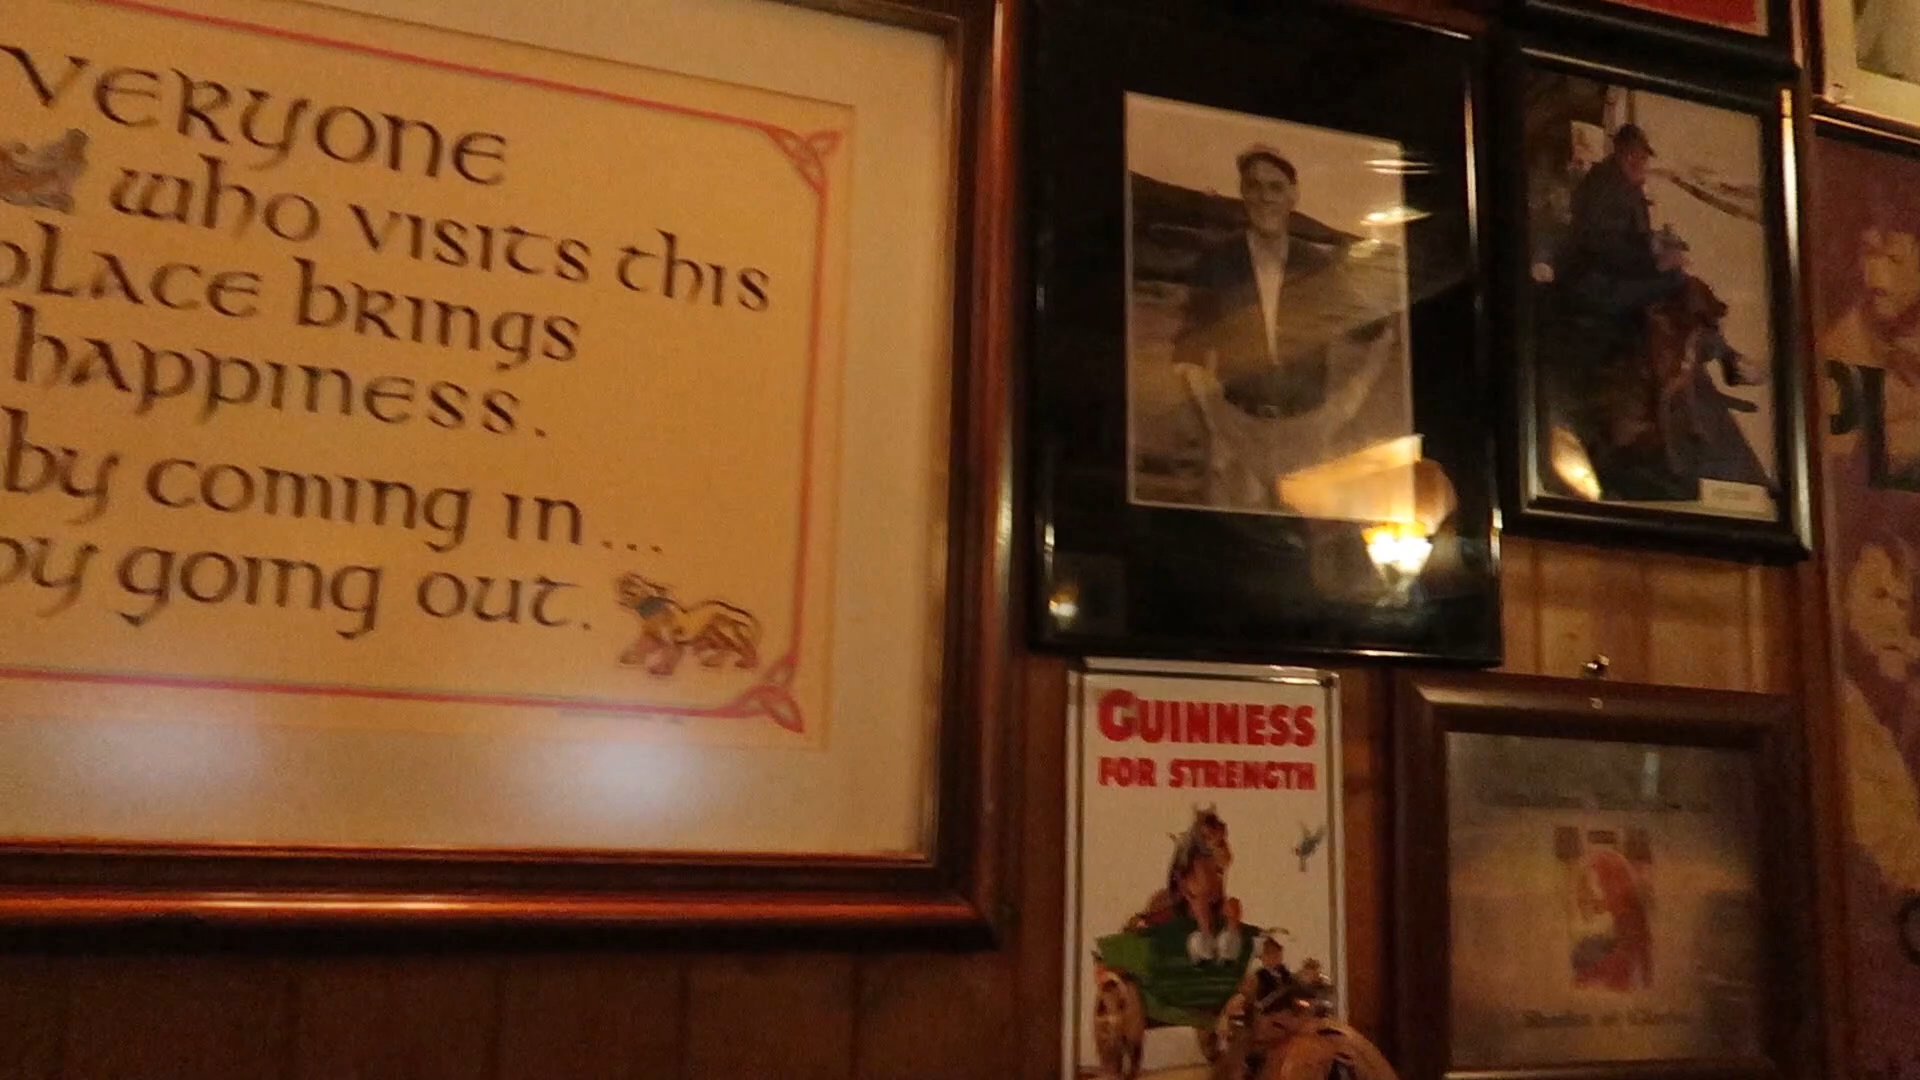 VERYONE
who visits this
place brings
happiness.
by coming in...
by going out.
GUINNESS
FOR STRENGTH